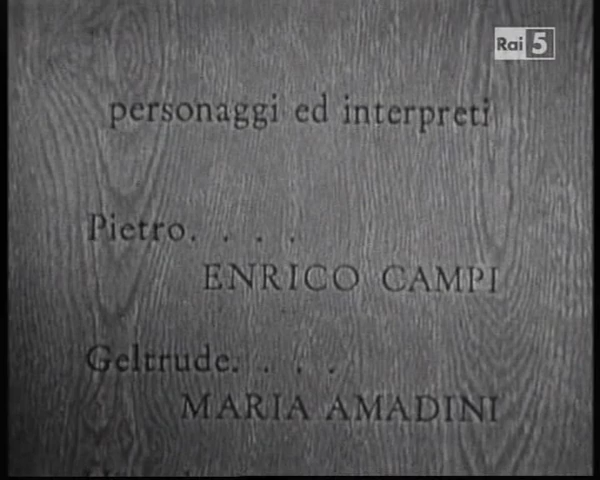 Rai 5
personaggi ed interpreti
Pietro. . . .
ENRICO CAMPI
Geltrude. . . .
MARIA AMADINI